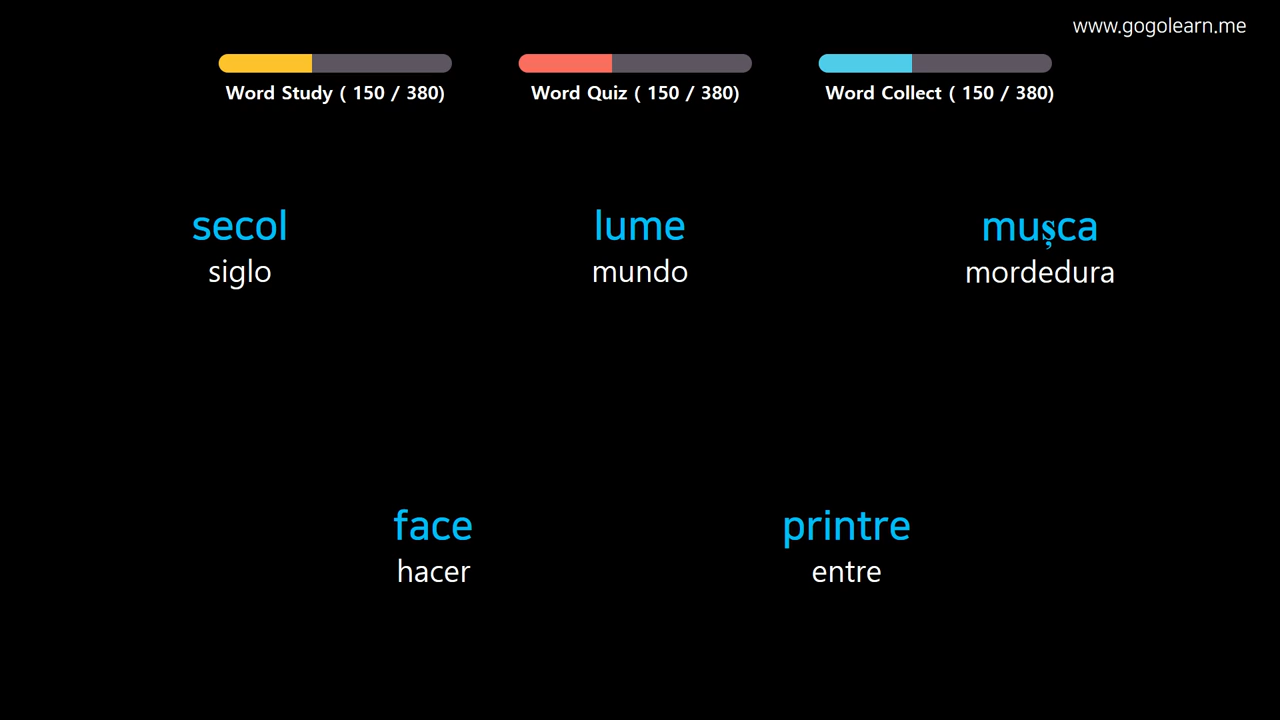 www.gogolearn.me
Word Study ( 150 / 380)
Word Quiz ( 150 / 380)
Word Collect ( 150 / 380)
secol
siglo
lume
mundo
mușca
mordedura
face
hacer
printre
entre